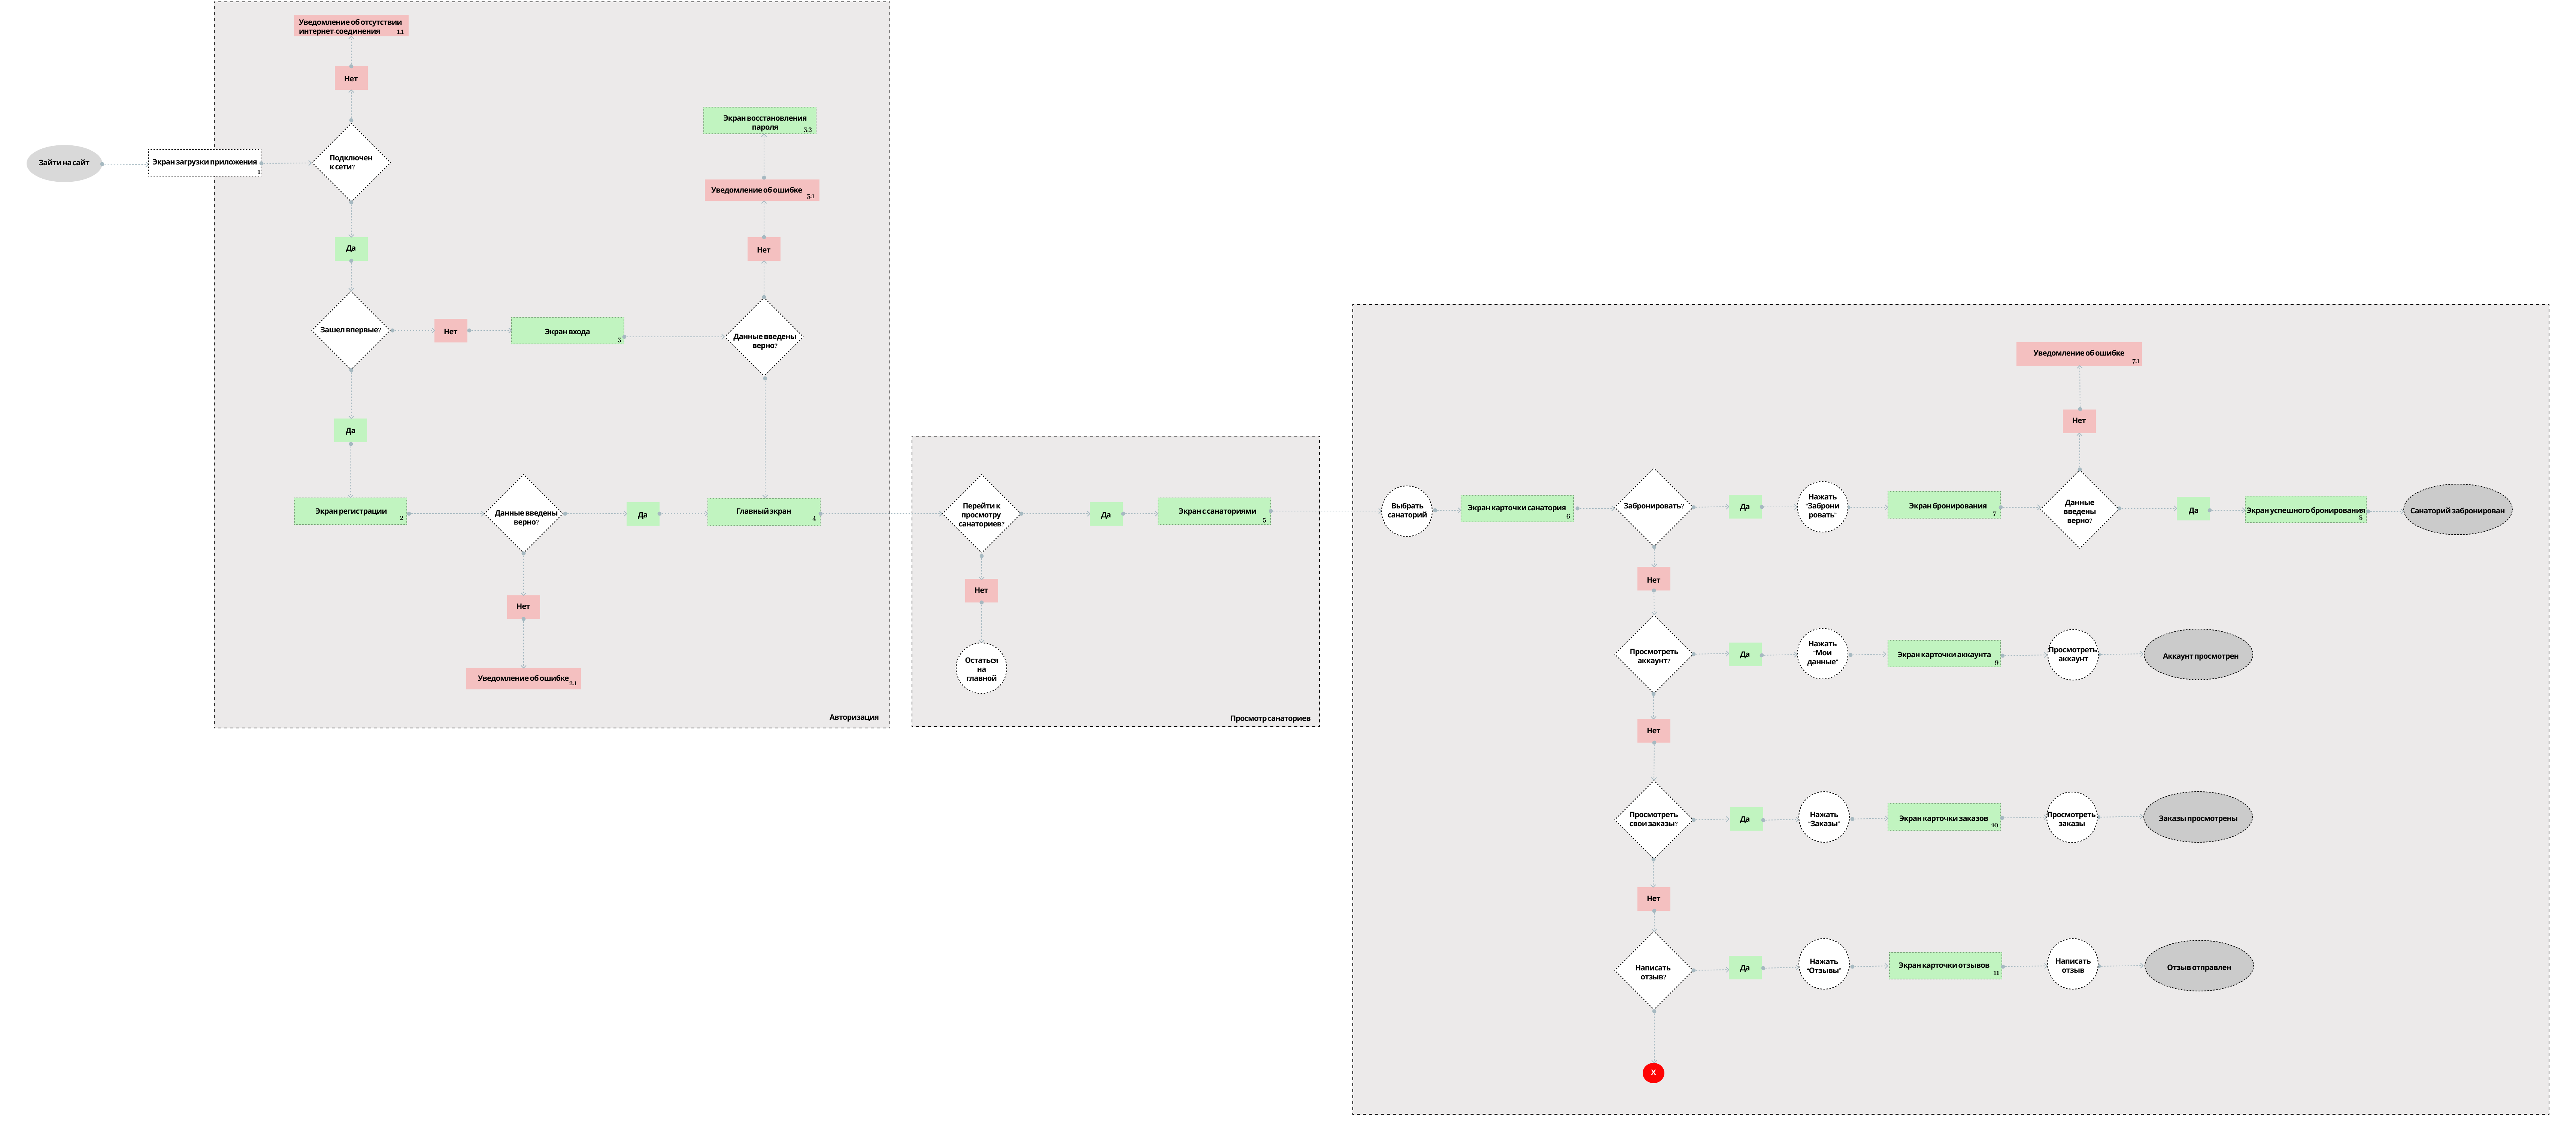 Зайти на сайт
Экран загрузки приложения
1.
Уведомление об отсутствии
интернет-соединения
1.1
Нет
Подключен
к сети?
Да
Зашел впервые?
Нет
Экран входа
3
Данные введены
верно?
Нет
Уведомление об ошибке
3.1
Экран восстановления
пароля
3.2
Да
Экран регистрации
2
Данные введены
верно?
Да
Главный экран
4
Нет
Уведомление об ошибке
2.1
Авторизация
Перейти к
просмотру
санаториев?
Да
Экран с санаториями
5
Нет
Остаться
на
главной
Просмотр санаториев
Выбрать
санаторий
Экран карточки санатория
6
Забронировать?
Да
Нажать
"Заброни
ровать"
Экран бронирования
7
Данные
введены
верно?
Нет
Уведомление об ошибке
7.1
Да
Экран успешного бронирования
8
Санаторий забронирован
Нет
Просмотреть
аккаунт?
Да
Нажать
"Мои
данные"
Экран карточки аккаунта
9
Просмотреть
аккаунт
Аккаунт просмотрен
Нет
Просмотреть
свои заказы?
Да
Нажать
"Заказы"
Экран карточки заказов
10
Просмотреть
заказы
Заказы просмотрены
Нет
Написать
отзыв?
Да
Нажать
"Отзывы"
Экран карточки отзывов
11
Написать
отзыв
Отзыв отправлен
X